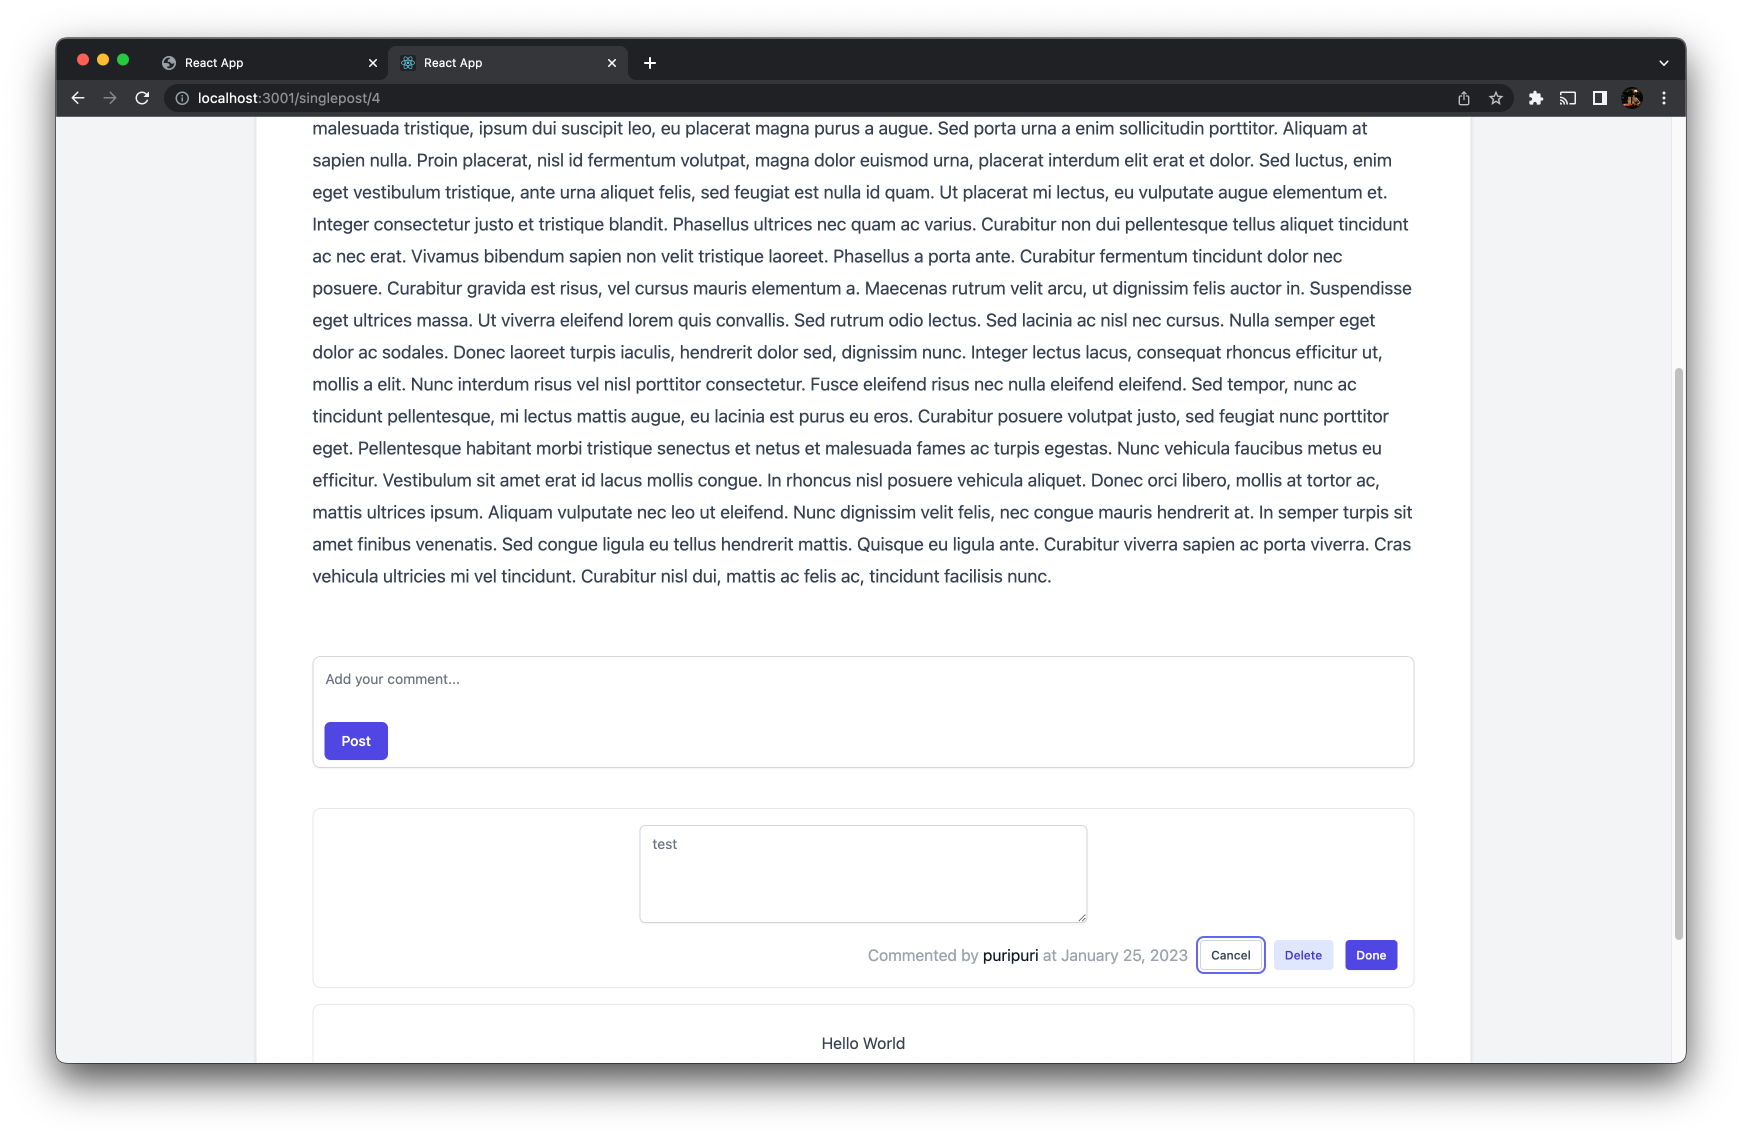 React App
React App
localhost:3001/singlepost/4
malesuada tristique, ipsum dui suscipit leo, eu placerat magna purus a augue. Sed porta urna a enim sollicitudin porttitor. Aliquam at
sapien nulla. Proin placerat, nisl id fermentum volutpat, magna dolor euismod urna, placerat interdum elit erat et dolor. Sed luctus, enim
eget vestibulum tristique, ante urna aliquet felis, sed feugiat est nulla id quam. Ut placerat mi lectus, eu vulputate augue elementum et.
Integer consectetur justo et tristique blandit. Phasellus ultrices nec quam ac varius. Curabitur non dui pellentesque tellus aliquet tincidunt
ac nec erat. Vivamus bibendum sapien non velit tristique laoreet. Phasellus a porta ante. Curabitur fermentum tincidunt dolor nec
posuere. Curabitur gravida est risus, vel cursus mauris elementum a. Maecenas rutrum velit arcu, ut dignissim felis auctor in. Suspendisse
eget ultrices massa. Ut viverra eleifend lorem quis convallis. Sed rutrum odio lectus. Sed lacinia ac nisl nec cursus. Nulla semper eget
dolor ac sodales. Donec laoreet turpis iaculis, hendrerit dolor sed, dignissim nunc. Integer lectus lacus, consequat rhoncus efficitur ut,
mollis a elit. Nunc interdum risus vel nisl porttitor consectetur. Fusce eleifend risus nec nulla eleifend eleifend. Sed tempor, nunc ac
tincidunt pellentesque, mi lectus mattis augue, eu lacinia est purus eu eros. Curabitur posuere volutpat justo, sed feugiat nunc porttitor
eget. Pellentesque habitant morbi tristique senectus et netus et malesuada fames ac turpis egestas. Nunc vehicula faucibus metus eu
efficitur. Vestibulum sit amet erat id lacus mollis congue. In rhoncus nisl posuere vehicula aliquet. Donec orci libero, mollis at tortor ac,
mattis ultrices ipsum. Aliquam vulputate nec leo ut eleifend. Nunc dignissim velit felis, nec congue mauris hendrerit at. In semper turpis sit
amet finibus venenatis. Sed congue ligula eu tellus hendrerit mattis. Quisque eu ligula ante. Curabitur viverra sapien ac porta viverra. Cras
vehicula ultricies mi vel tincidunt. Curabitur nisl dui, mattis ac felis ac, tincidunt facilisis nunc.
Add your comment...
Post
test
Commented by puripuri at January 25, 2023 Cancel Delete Done
Hello World